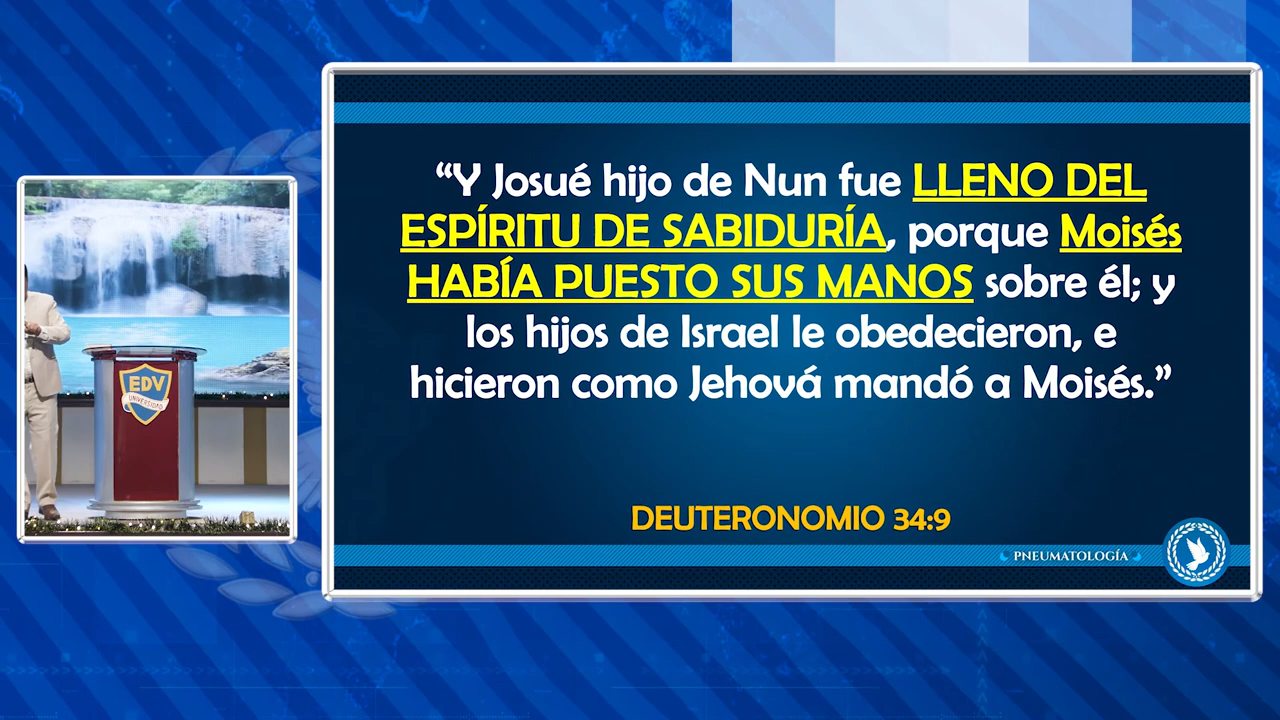 “Y Josué hijo de Nun fue LLENO DEL
ESPÍRITU DE SABIDURÍA, porque Moisés
HABÍA PUESTO SUS MANOS sobre él; y
los hijos de Israel le obedecieron, e
hicieron como Jehová mandó a Moisés.”
DEUTERONOMIO 34:9
PNEUMATOLOGÍA
EDV
UNIVERSIDAD